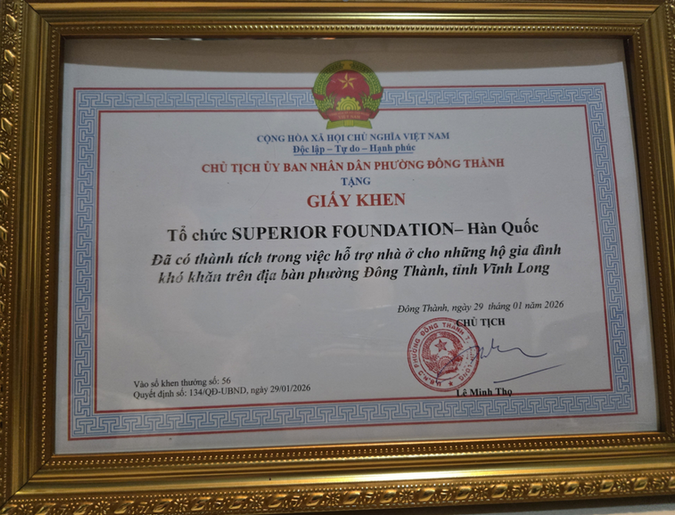 CỘNG HÒA XÃ HỘI CHỦ NGHĨA VIỆT NAM
Độc lập – Tự do – Hạnh phúc
CHỦ TỊCH ỦY BAN NHÂN DÂN PHƯỜNG ĐÔNG THÀNH
TẶNG
GIẤY KHEN
Tổ chức SUPERIOR FOUNDATION– Hàn Quốc
Đã có thành tích trong việc hỗ trợ nhà ở cho những hộ gia đình
khó khăn trên địa bàn phường Đông Thành, tỉnh Vĩnh Long
Đông Thành, ngày 29 tháng 01 năm 2026
CHỦ TỊCH
U.B.N.D PHƯỜNG ĐÔNG THÀNH
Lê Minh Thọ
Vào sổ khen thưởng số: 56
Quyết định số: 134/QĐ-UBND, ngày 29/01/2026